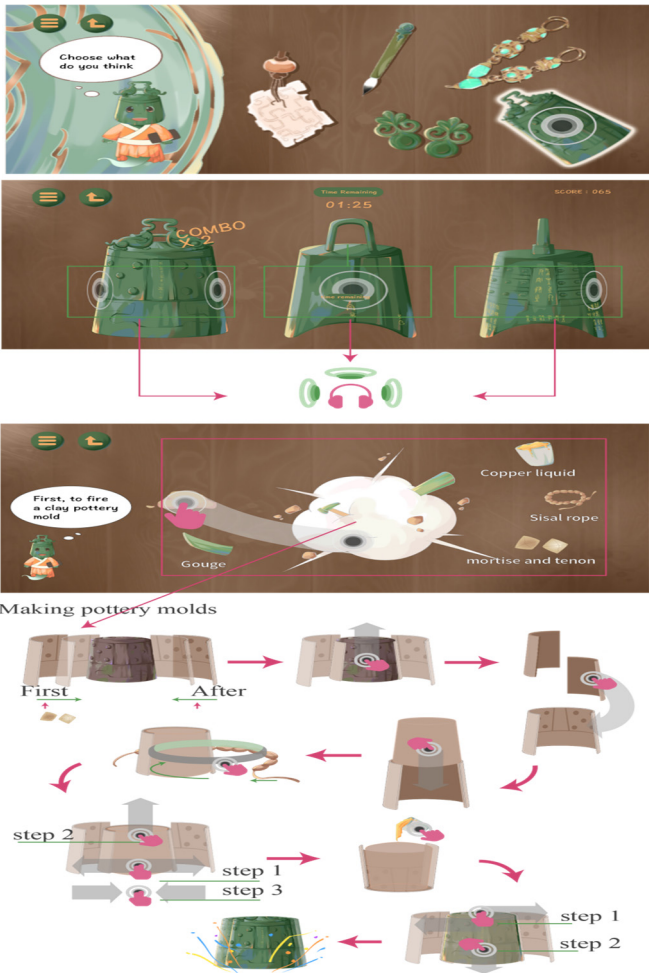 Choose what
do you think
Time Remaining
01:25
SCORE : 065
COMBO
X 2
First, to fire
a clay pottery
mold
Gouge
Copper liquid
Sisal rope
mortise and tenon
Making pottery molds
First
After
step 2
step 1
step 3
step 1
step 2